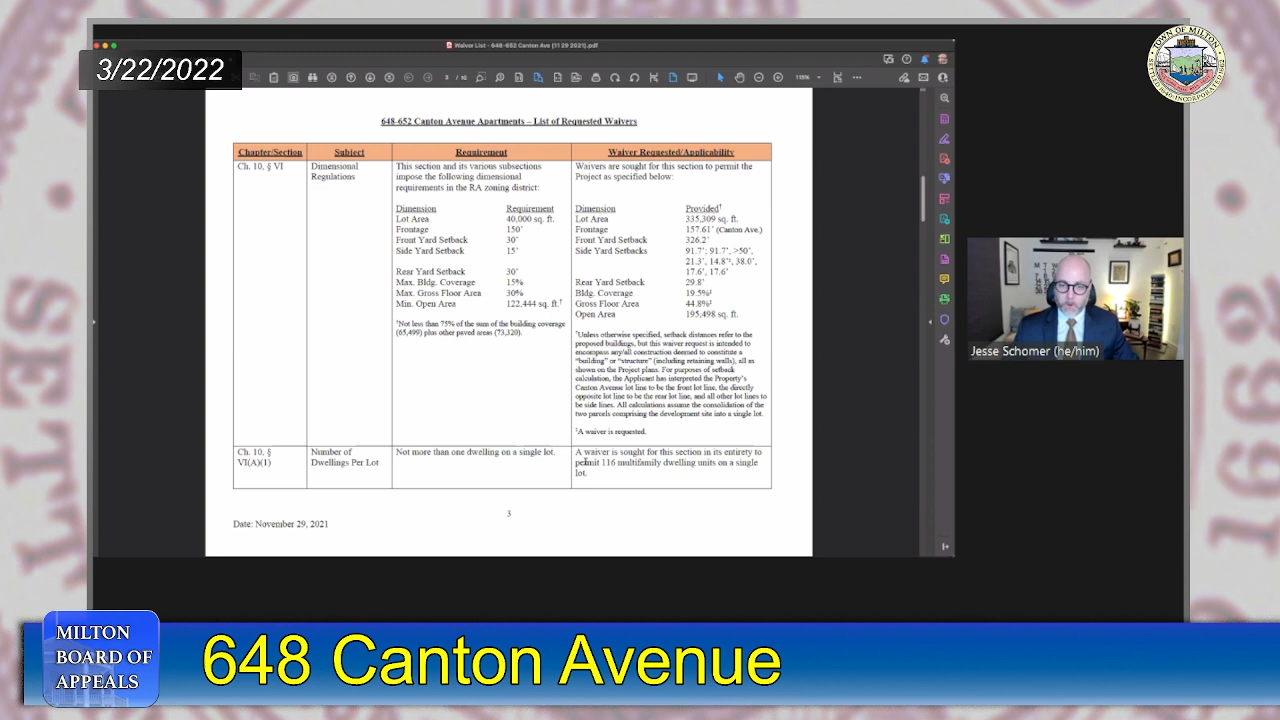 3/22/2022
Waiver List - 648-652 Canton Ave (11 29 2021).pdf
648-652 Canton Avenue Apartments – List of Requested Waivers
Chapter/Section Subject Requirement Waiver Requested/Applicability
Ch. 10, § VI
Dimensional
Regulations
This section and its various subsections
impose the following dimensional
requirements in the RA zoning district:
Dimension Requirement
Lot Area 40,000 sq. ft.
Frontage 150'
Front Yard Setback 30'
Side Yard Setback 15'
Rear Yard Setback 30'
Max. Bldg. Coverage 15%
Max. Gross Floor Area 30%
Min. Open Area 122,444 sq. ft.†
†Not less than 75% of the sum of the building coverage
(65,499) plus other paved areas (73,320).
Waivers are sought for this section to permit the
Project as specified below:
Dimension Provided†
Lot Area 335,309 sq. ft.
Frontage 157.61' (Canton Ave.)
Front Yard Setback 326.2'
Side Yard Setbacks 91.7'; 91.7', >50',
21.3', 14.8'‡, 38.0',
17.6', 17.6'
Rear Yard Setback 29.8'
Bldg. Coverage 19.5%‡
Gross Floor Area 44.8%‡
Open Area 195,498 sq. ft.
†Unless otherwise specified, setback distances refer to the
proposed buildings, but this waiver request is intended to
encompass any/all construction deemed to constitute a
"building" or "structure" (including retaining walls), all as
shown on the Project plans. For purposes of setback
calculation, the Applicant has interpreted the Property's
Canton Avenue lot line to be the front lot line, the directly
opposite lot line to be the rear lot line, and all other lot lines to
be side lines. All calculations assume the consolidation of the
two parcels comprising the development site into a single lot.
‡A waiver is requested.
Ch. 10, §
VI(A)(1)
Number of
Dwellings Per Lot
Not more than one dwelling on a single lot.
A waiver is sought for this section in its entirety to
permit 116 multifamily dwelling units on a single
lot.
3
Date: November 29, 2021
Jesse Schomer (he/him)
TOWN OF MILTON
MILTON
BOARD OF
APPEALS
648 Canton Avenue